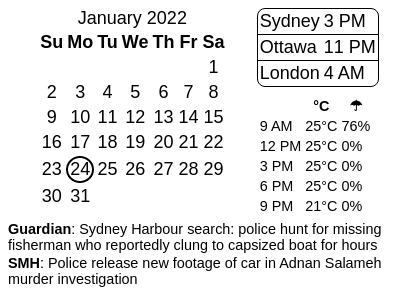 January 2022
Su Mo Tu We Th Fr Sa
1
2 3 4 5 6 7 8
9 10 11 12 13 14 15
16 17 18 19 20 21 22
23 24 25 26 27 28 29
30 31
Sydney 3 PM
Ottawa 11 PM
London 4 AM
°C ☂
9 AM 25°C 76%
12 PM 25°C 0%
3 PM 25°C 0%
6 PM 25°C 0%
9 PM 21°C 0%
Guardian: Sydney Harbour search: police hunt for missing
fisherman who reportedly clung to capsized boat for hours
SMH: Police release new footage of car in Adnan Salameh
murder investigation